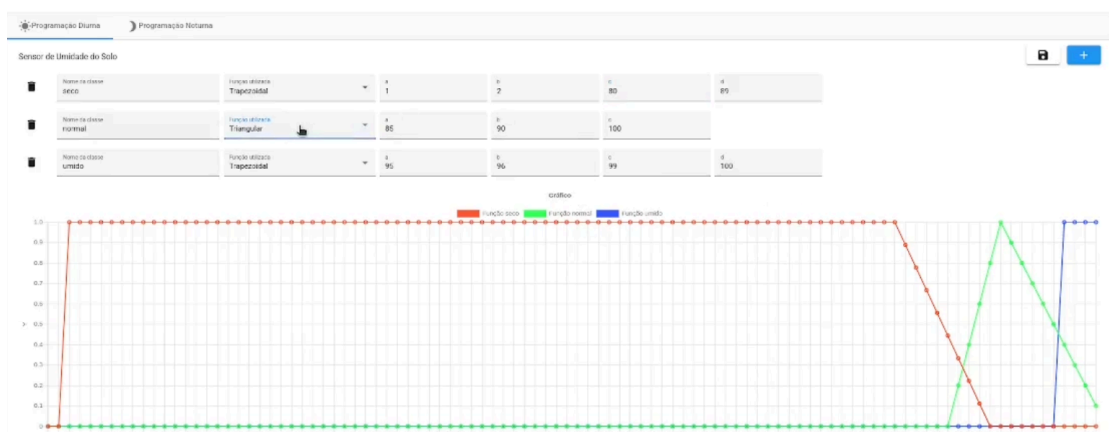 Programação Diurna Programação Noturna
Sensor de Umidade do Solo
Nome da classe Função utilizada a b c d
seco Trapezoidal 1 2 80 89
Nome da classe Função utilizada a b c
normal Triangular 85 90 100
Nome da classe Função utilizada a b c d
umido Trapezoidal 95 96 99 100
Gráfico
Função seco Função normal Função umido
1.0
0.9
0.8
0.7
0.6
0.5
0.4
0.3
0.2
0.1
0